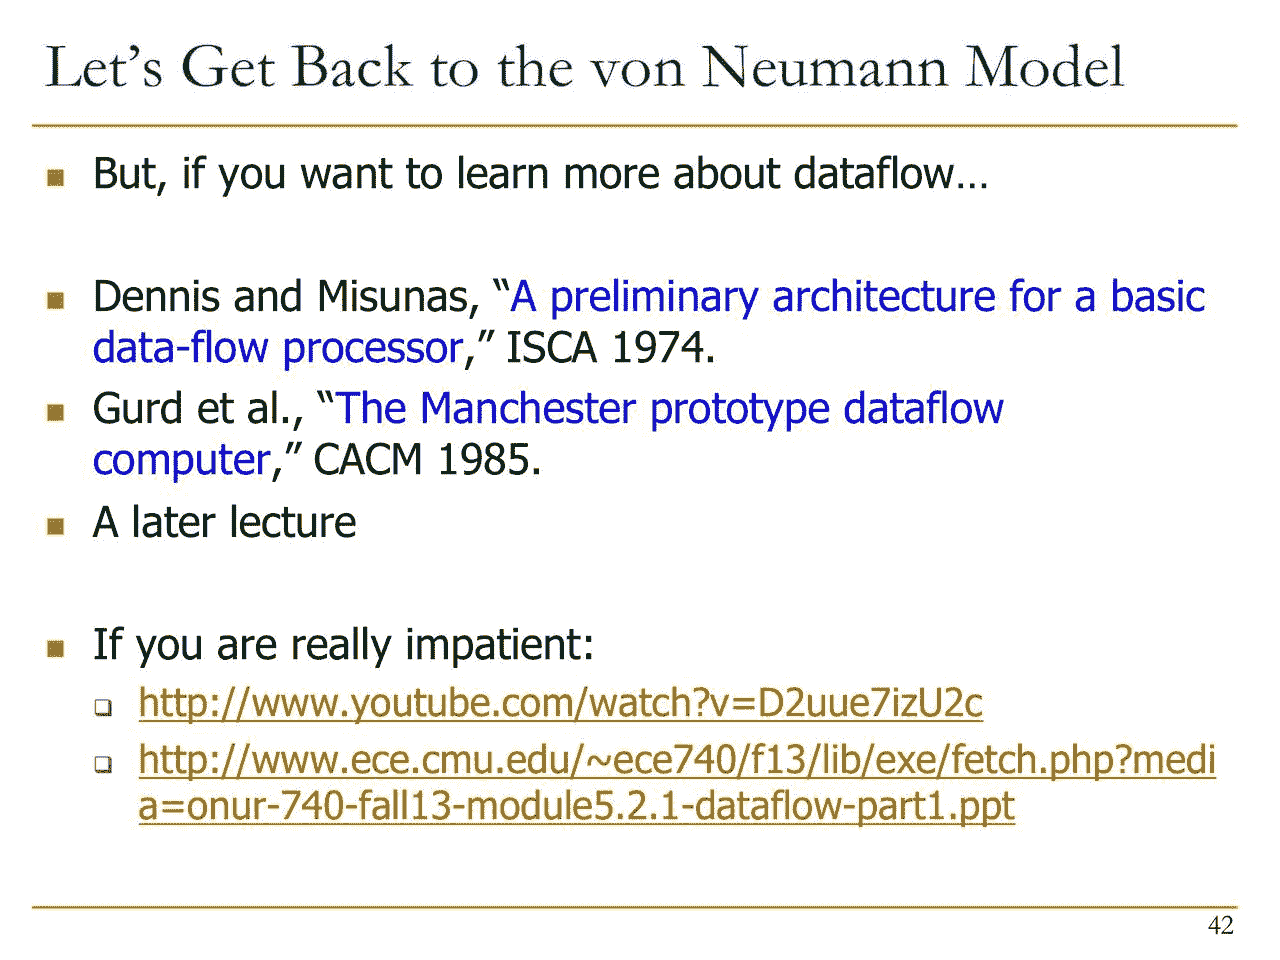 Let’s Get Back to the von Neumann Model
But, if you want to learn more about dataflow…
Dennis and Misunas, “A preliminary architecture for a basic
data-flow processor,” ISCA 1974.
Gurd et al., “The Manchester prototype dataflow
computer,” CACM 1985.
A later lecture
If you are really impatient:
http://www.youtube.com/watch?v=D2uue7izU2c
http://www.ece.cmu.edu/~ece740/f13/lib/exe/fetch.php?medi
a=onur-740-fall13-module5.2.1-dataflow-part1.ppt
42